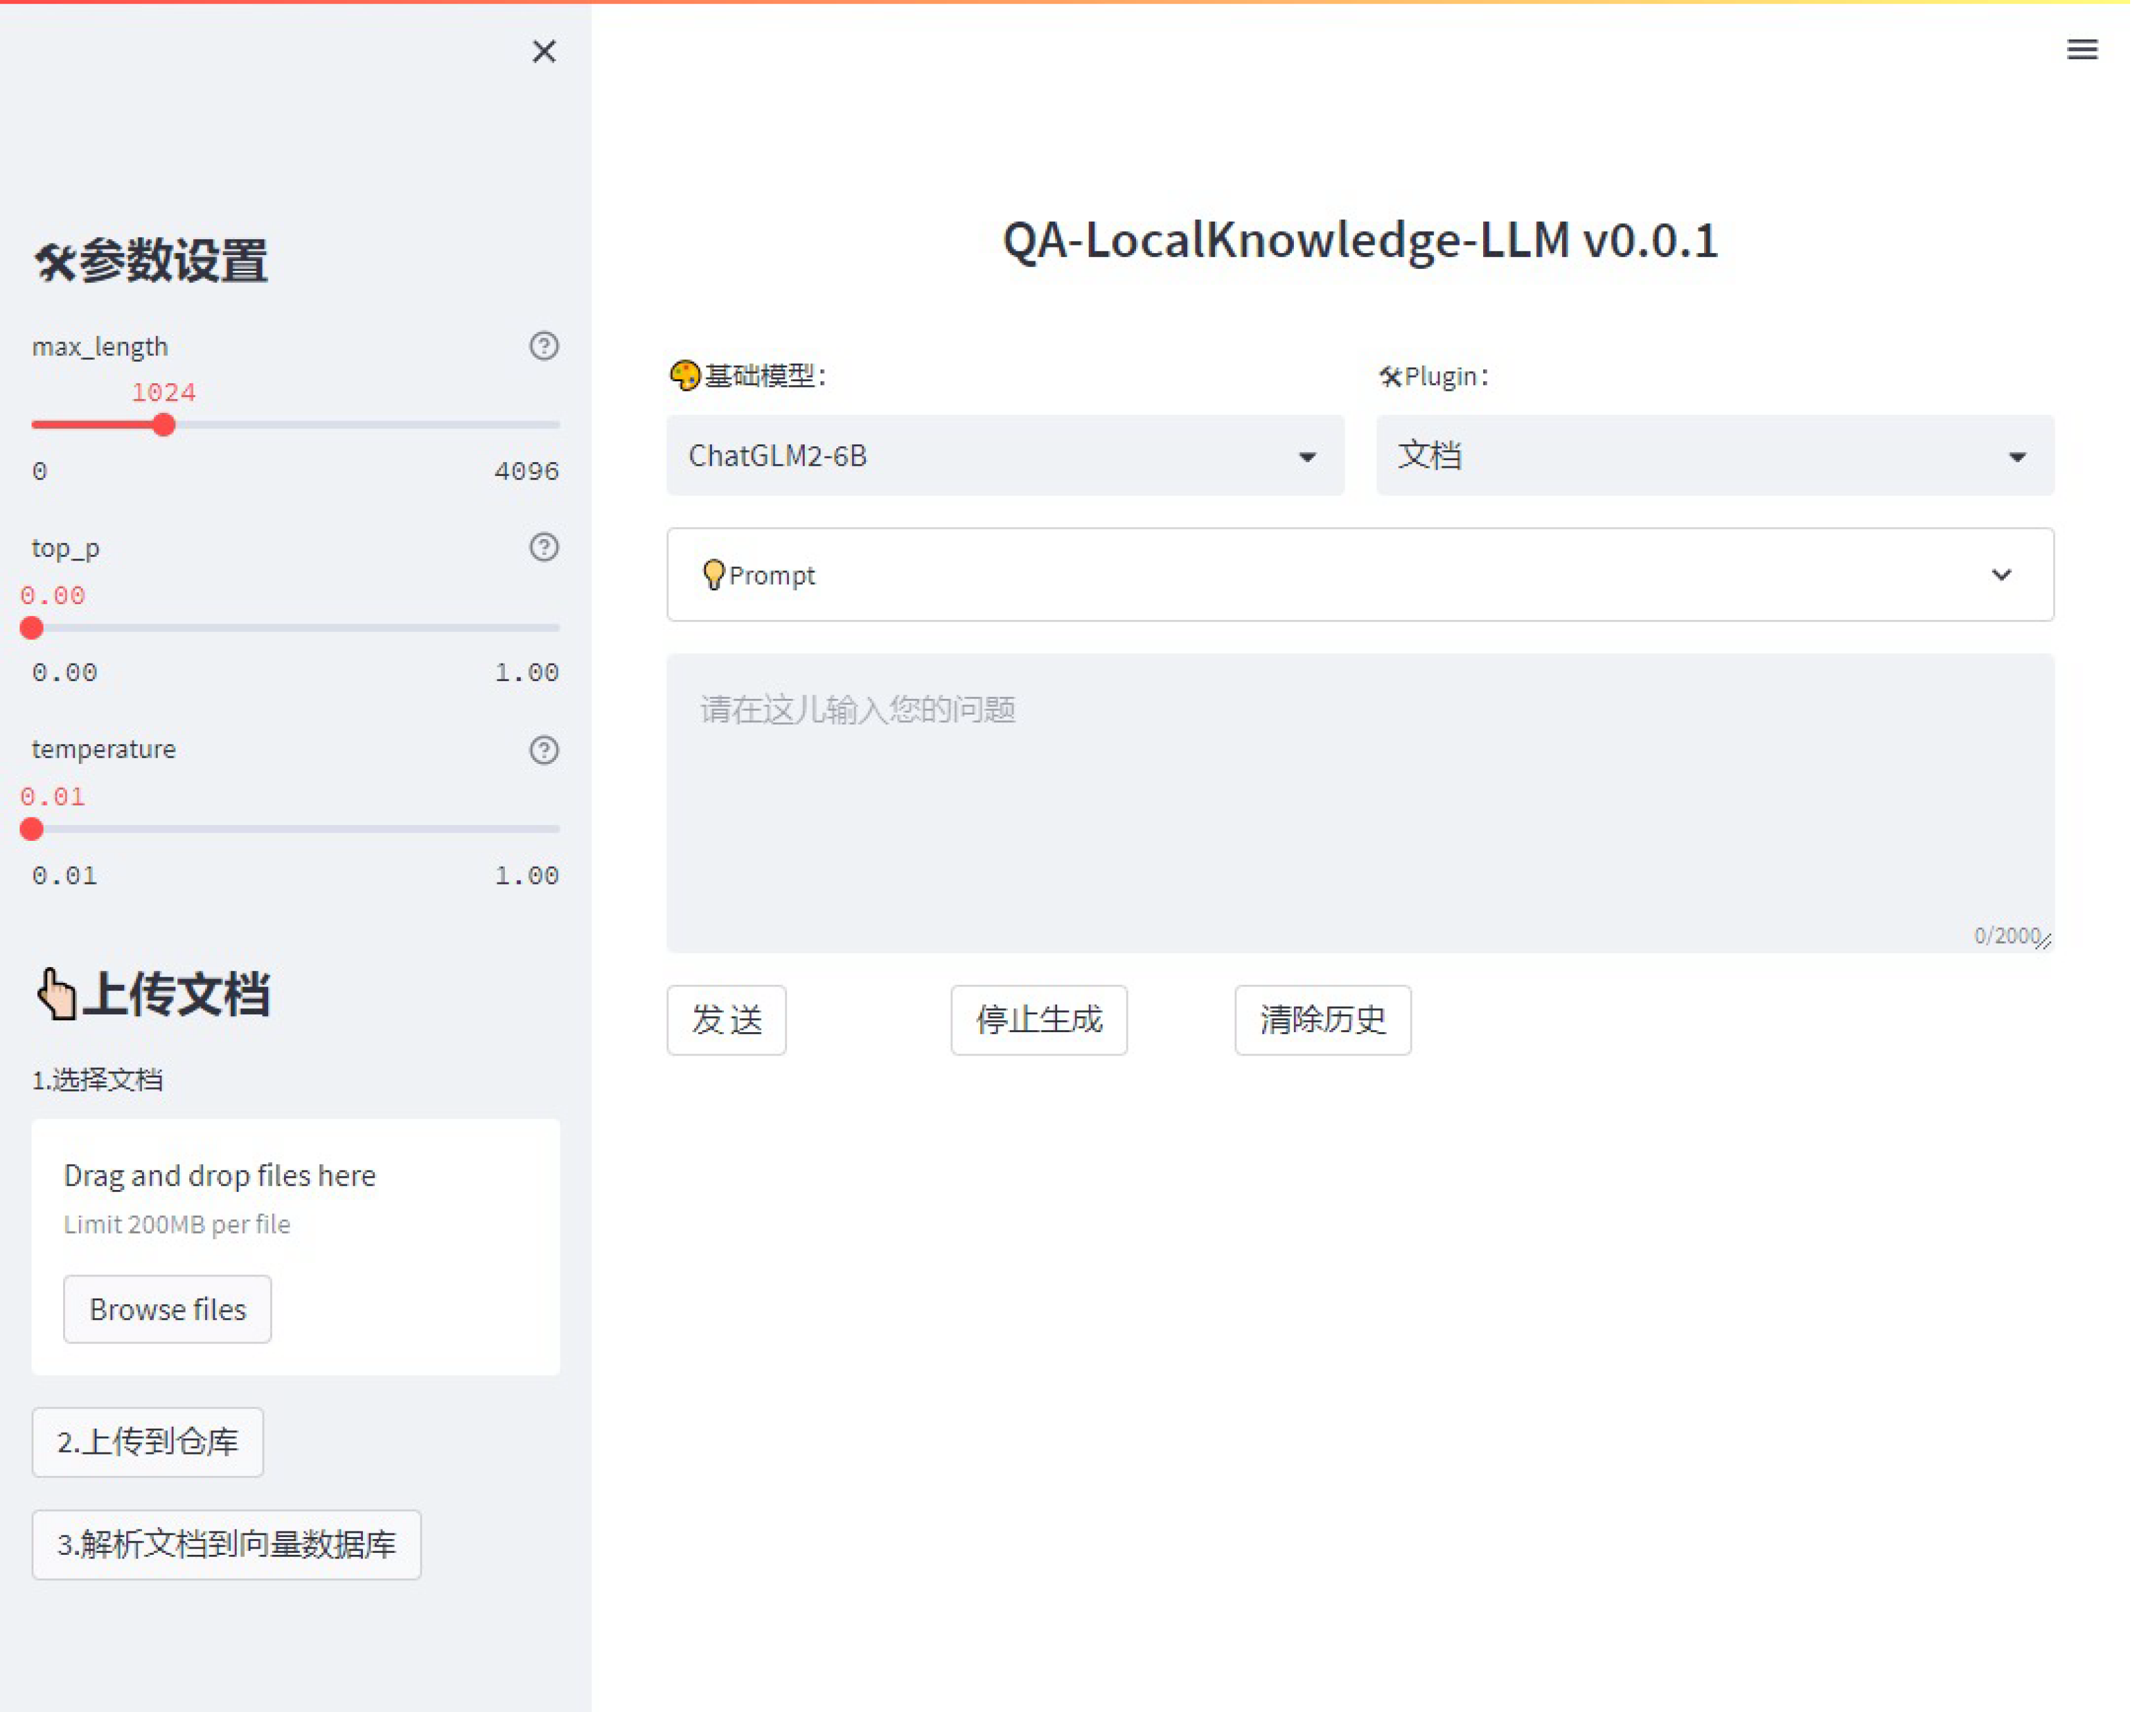 🛠参数设置
max_length
1024
0 4096
top_p
0.00
0.00 1.00
temperature
0.01
0.01 1.00
👆上传文档
1.选择文档
Drag and drop files here
Limit 200MB per file
Browse files
2.上传到仓库
3.解析文档到向量数据库
QA-LocalKnowledge-LLM v0.0.1
🎨基础模型: 🛠Plugin:
ChatGLM2-6B 文档
💡Prompt
请在这儿输入您的问题
0/2000
发 送 停止生成 清除历史